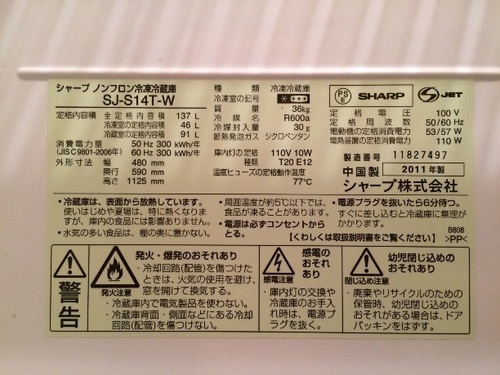 シャープ ノンフロン冷凍冷蔵庫
SJ-S14T-W
定格内容積 全定格内容積 137 L
冷凍室の定格内容積 46 L
冷蔵室の定格内容積 91 L
消費電力量 50 Hz 300 kWh/年
(JIS C 9801-2006年) 60 Hz 300 kWh/年
外形寸法 幅 480 mm
奥行 590 mm
高さ 1125 mm
種類 冷凍冷蔵庫
冷凍室の記号
質量 36kg
冷媒 R600a
冷媒封入量 30 g
断熱発泡ガス シクロペンタン
庫内灯の定格 110V 10W
種類 T20 E12
温度ヒューズの定格動作温度
77℃
PS E SHARP S JET
定格電圧 100 V
定格周波数 50/60 Hz
電動機の定格消費電力 53/57 W
電熱装置の定格消費電力 110 W
製造番号 11827497
中国製 2011年製
シャープ株式会社
・冷蔵庫は、表面から放熱しています。
使いはじめや夏場は、特に熱くなりますが、庫内の食品には影響ありません。
・水気の多い食品は、棚の奥に置かない。
・周囲温度が約5℃以下では、食品が凍ることがあります。
・電源は必ずコンセントからとる。
・電源プラグを抜いたら6分待つ。
すぐに差し込むと冷蔵庫に無理がかかります。
【くわしくは取扱説明書をご覧ください】
B808
>PP<
警告
発火注意
発火・爆発のおそれあり
・冷却回路(配管)を傷つけたときは、火気の使用を避け、窓を開けて換気する。
・冷蔵庫内で電気製品を使わない。
・冷蔵庫背面・側面などにある冷却回路(配管)を傷つけない。
感電注意
感電のおそれあり
・庫内灯の交換や冷蔵庫のお手入れ時は、電源プラグを抜く。
閉じ込め注意
幼児閉じ込めのおそれあり
・廃棄やリサイクルのための保管時、幼児閉じ込めのおそれがある場合は、ドアパッキンをはずす。